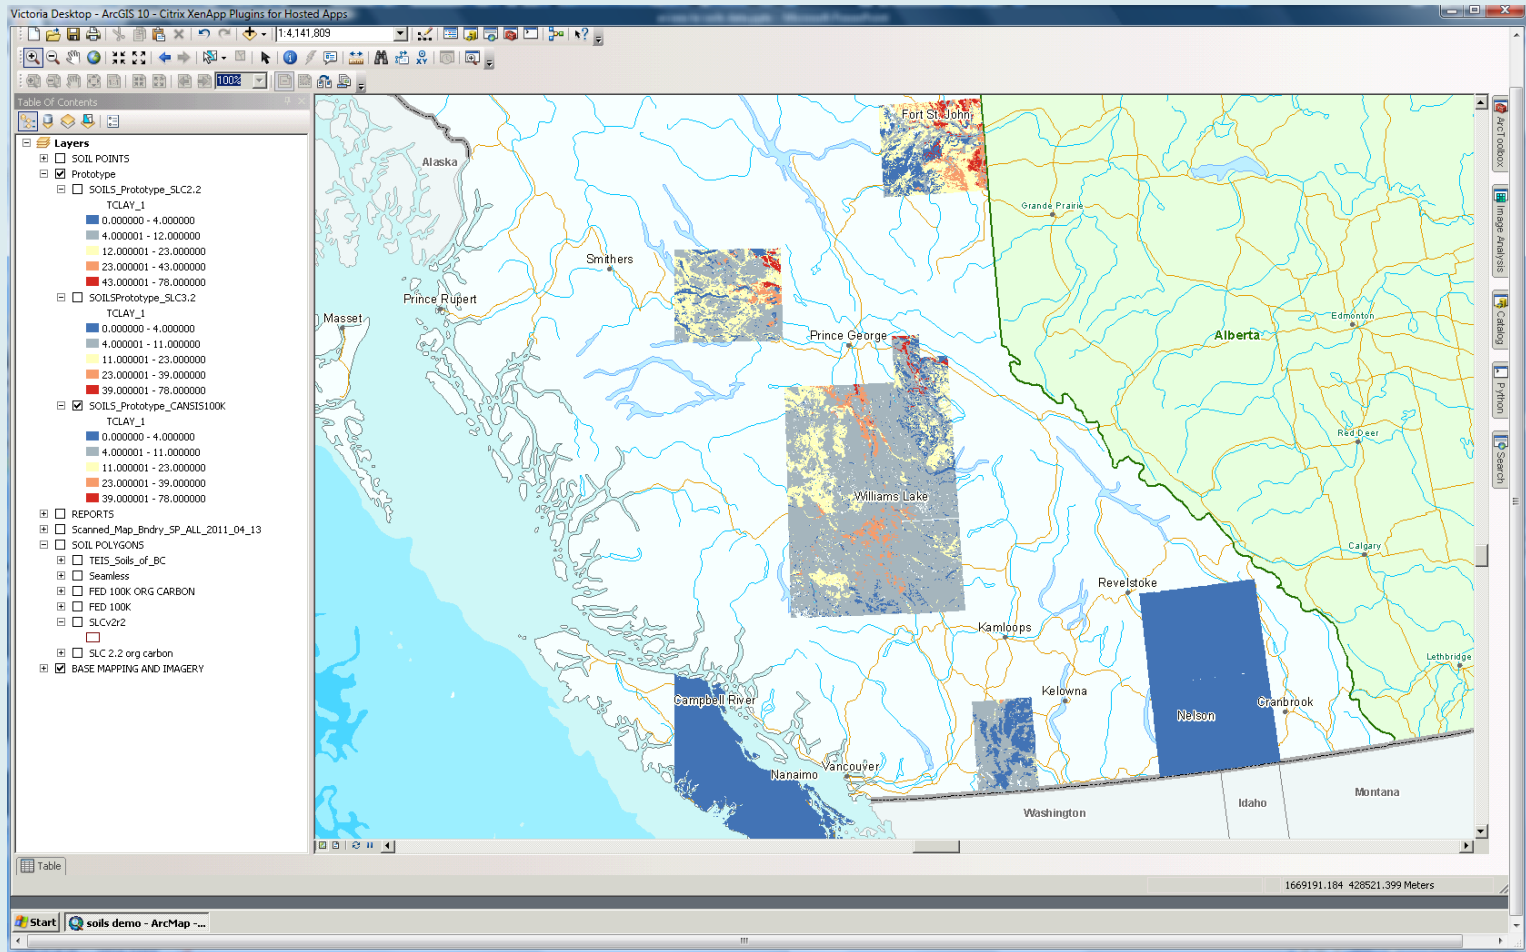 Victoria Desktop - ArcGIS 10 - Citrix XenApp Plugins for Hosted Apps
1:4,141,809
100%
Table Of Contents
Layers
SOIL POINTS
Prototype
SOILS_Prototype_SLC2.2
TCLAY_1
0.000000 - 4.000000
4.000001 - 12.000000
12.000001 - 23.000000
23.000001 - 43.000000
43.000001 - 78.000000
SOILSPrototype_SLC3.2
TCLAY_1
0.000000 - 4.000000
4.000001 - 11.000000
11.000001 - 23.000000
23.000001 - 39.000000
39.000001 - 78.000000
SOILS_Prototype_CANSIS100K
TCLAY_1
0.000000 - 4.000000
4.000001 - 11.000000
11.000001 - 23.000000
23.000001 - 39.000000
39.000001 - 78.000000
REPORTS
Scanned_Map_Bndry_SP_ALL_2011_04_13
SOIL POLYGONS
TEIS_Soils_of_BC
Seamless
FED 100K ORG CARBON
FED 100K
SLCv2r2
SLC 2.2 org carbon
BASE MAPPING AND IMAGERY
Fort St. John
Alaska
Grande Prairie
Smithers
Prince Rupert
Masset
Prince George
Edmonton
Alberta
Red Deer
Williams Lake
Calgary
Revelstoke
Kamloops
Lethbridge
Kelowna
Campbell River
Cranbrook
Nelson
Vancouver
Nanaimo
Montana
Idaho
Washington
ArcToolbox
Image Analysis
Catalog
Python
Search
Table
1669191.184 428521.399 Meters
Start
soils demo - ArcMap -...